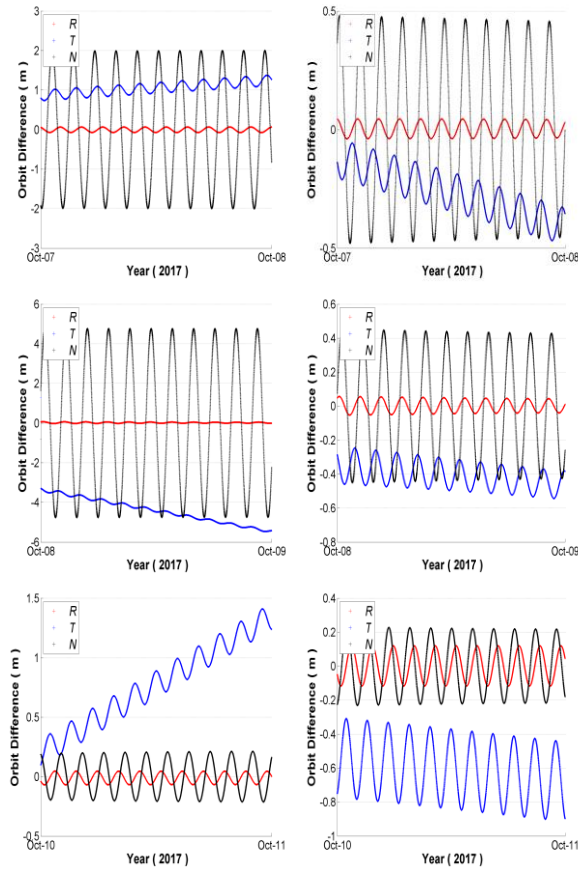 Orbit Difference ( m )
3
2
1
0
-1
-2
-3
R
T
N
Oct-07
Oct-08
Year ( 2017 )
Orbit Difference ( m )
0.5
0
-0.5
R
T
N
Oct-07
Oct-08
Year ( 2017 )
Orbit Difference ( m )
6
4
2
0
-2
-4
-6
R
T
N
Oct-08
Oct-09
Year ( 2017 )
Orbit Difference ( m )
0.6
0.4
0.2
0
-0.2
-0.4
-0.6
-0.8
R
T
N
Oct-08
Oct-09
Year ( 2017 )
Orbit Difference ( m )
1.5
1
0.5
0
-0.5
R
T
N
Oct-10
Oct-11
Year ( 2017 )
Orbit Difference ( m )
0.4
0.2
0
-0.2
-0.4
-0.6
-0.8
-1
R
T
N
Oct-10
Oct-11
Year ( 2017 )